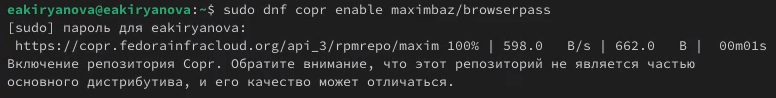 eakiryanova@eakiryanova:~$ sudo dnf copr enable maximbaz/browserpass
[sudo] пароль для eakiryanova:
https://copr.fedorainfracloud.org/api_3/rpmrepo/maxim 100% | 598.0   B/s | 662.0   B |  00m01s
Включение репозитория Copr. Обратите внимание, что этот репозиторий не является частью
основного дистрибутива, и его качество может отличаться.